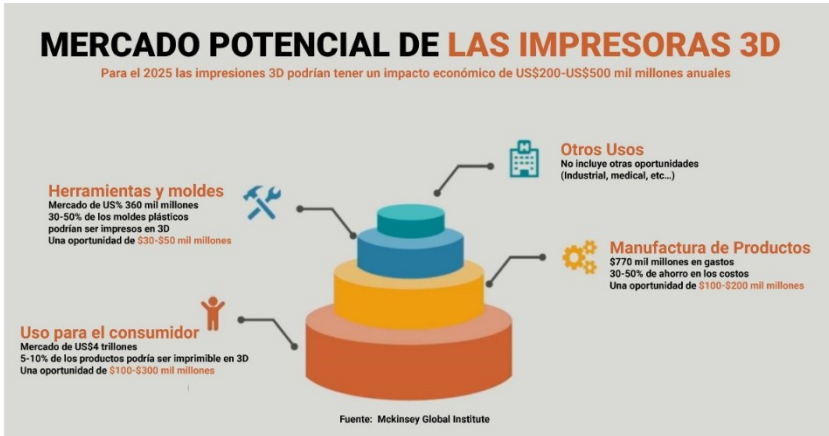 MERCADO POTENCIAL DE LAS IMPRESORAS 3D
Para el 2025 las impresiones 3D podrían tener un impacto económico de US$200-US$500 mil millones anuales
Otros Usos
No incluye otras oportunidades
(Industrial, medical, etc...)
Herramientas y moldes
Mercado de US% 360 mil millones
30-50% de los moldes plásticos
podrían ser impresos en 3D
Una oportunidad de $30-$50 mil millones
Manufactura de Productos
$770 mil millones en gastos
30-50% de ahorro en los costos
Una oportunidad de $100-$200 mil millones
Uso para el consumidor
Mercado de US$4 trillones
5-10% de los productos podría ser imprimible en 3D
Una oportunidad de $100-$300 mil millones
Fuente: Mckinsey Global Institute